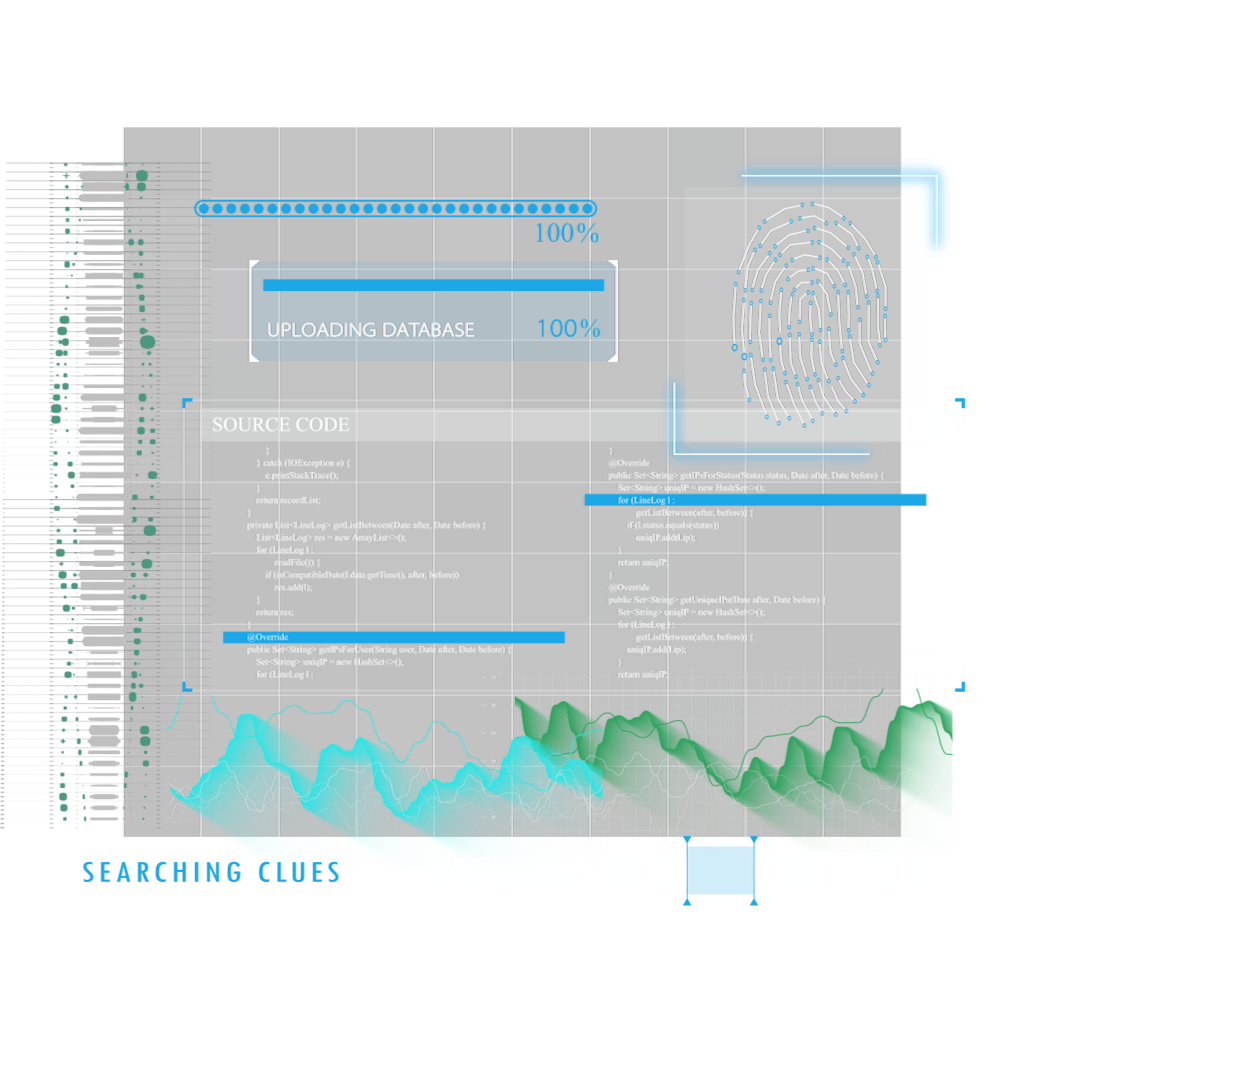 100%
UPLOADING DATABASE 100%
SOURCE CODE
}
} catch (IOException e) {
e.printStackTrace();
}
return recordList;
}
private List<LineLog> getListBetween(Date after, Date before) {
List<LineLog> res = new ArrayList<>();
for (LineLog l :
readFile()) {
if (isCompatibleDate(l.date.getTime(), after, before))
res.add(l);
}
return res;
}
@Override
public Set<String> getIPsForUser(String user, Date after, Date before) {
Set<String> uniqIP = new HashSet<>();
for (LineLog l :
}
@Override
public Set<String> getIPsForStatus(Status status, Date after, Date before) {
Set<String> uniqIP = new HashSet<>();
for (LineLog l :
getListBetween(after, before)) {
if (l.status.equals(status))
uniqIP.add(l.ip);
}
return uniqIP;
}
@Override
public Set<String> getUniqueIPs(Date after, Date before) {
Set<String> uniqIP = new HashSet<>();
for (LineLog l :
getListBetween(after, before)) {
uniqIP.add(l.ip);
}
return uniqIP;
SEARCHING CLUES